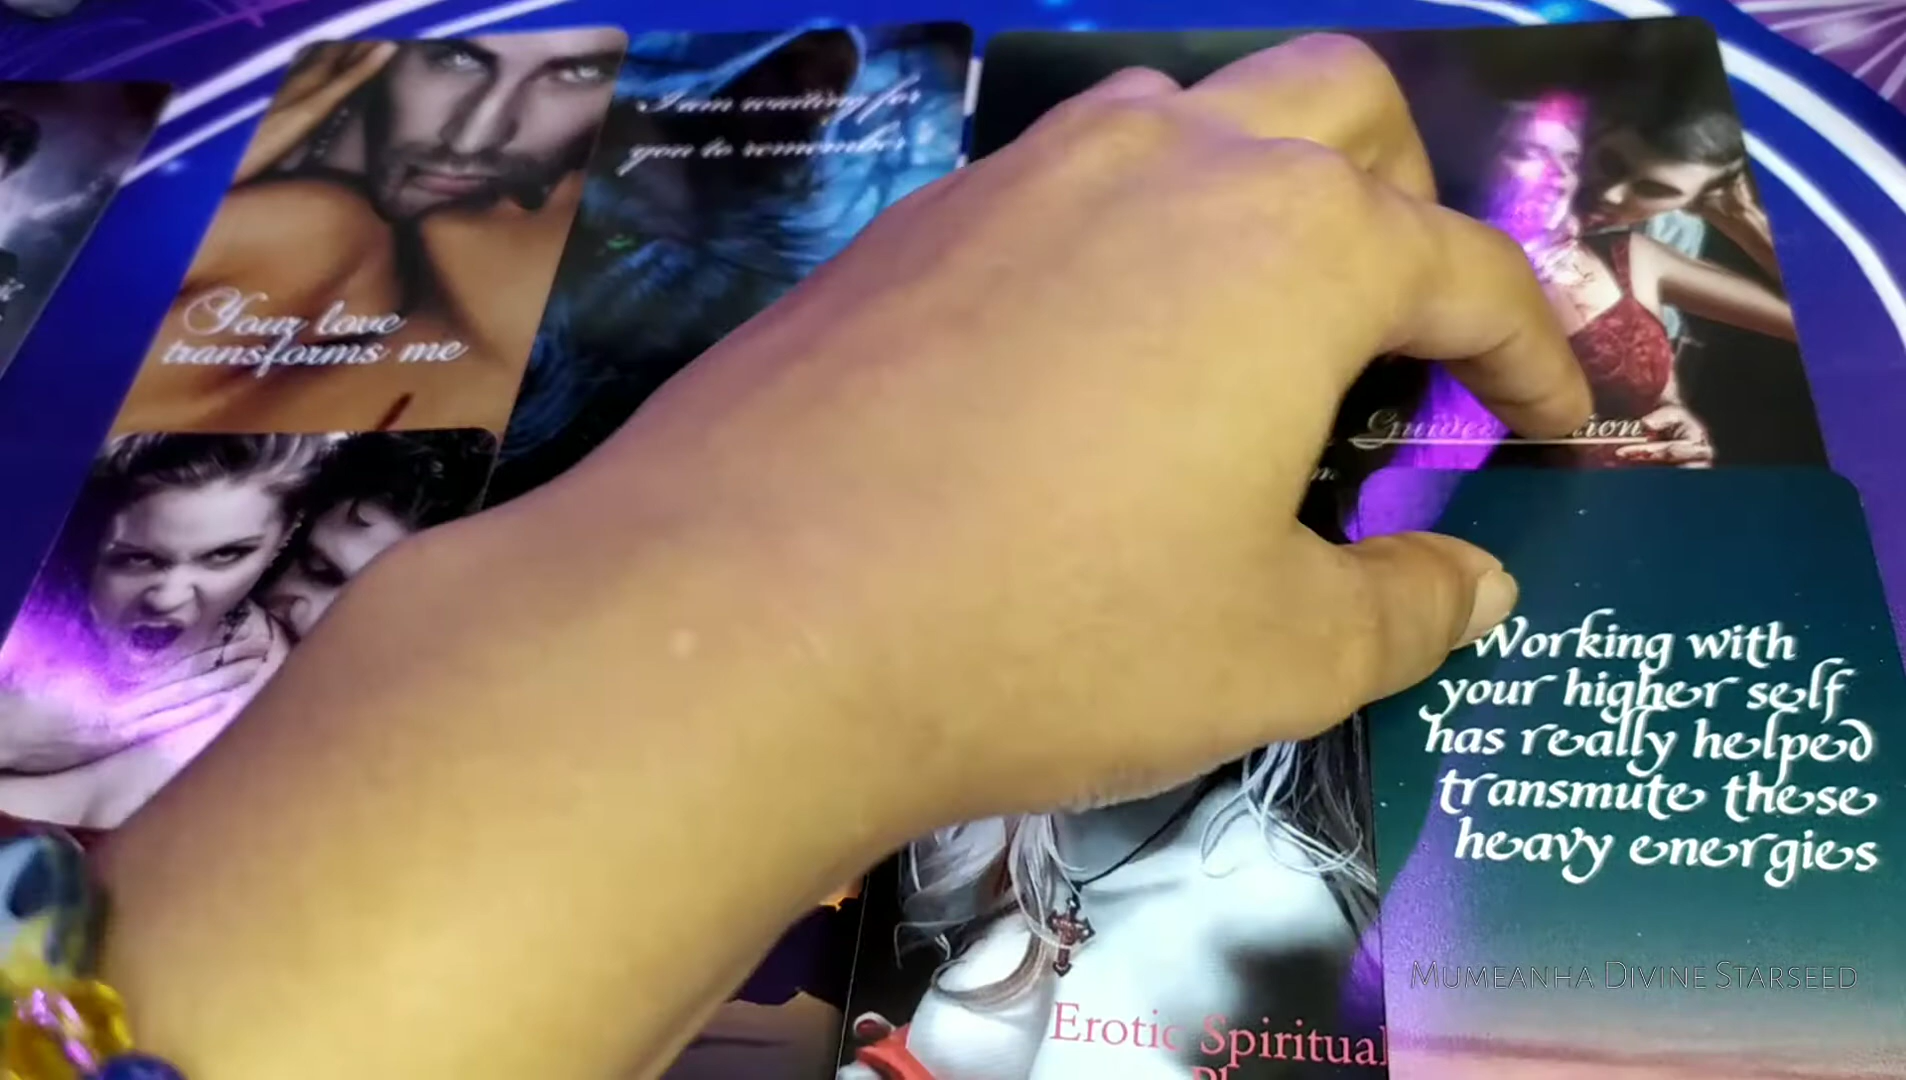 I am waiting for
you to remember
Your love
transforms me
Working with
your higher self
has really helped
transmute these
heavy energies
MUMEANHA DIVINE STARSEED
Erotic Spiritual